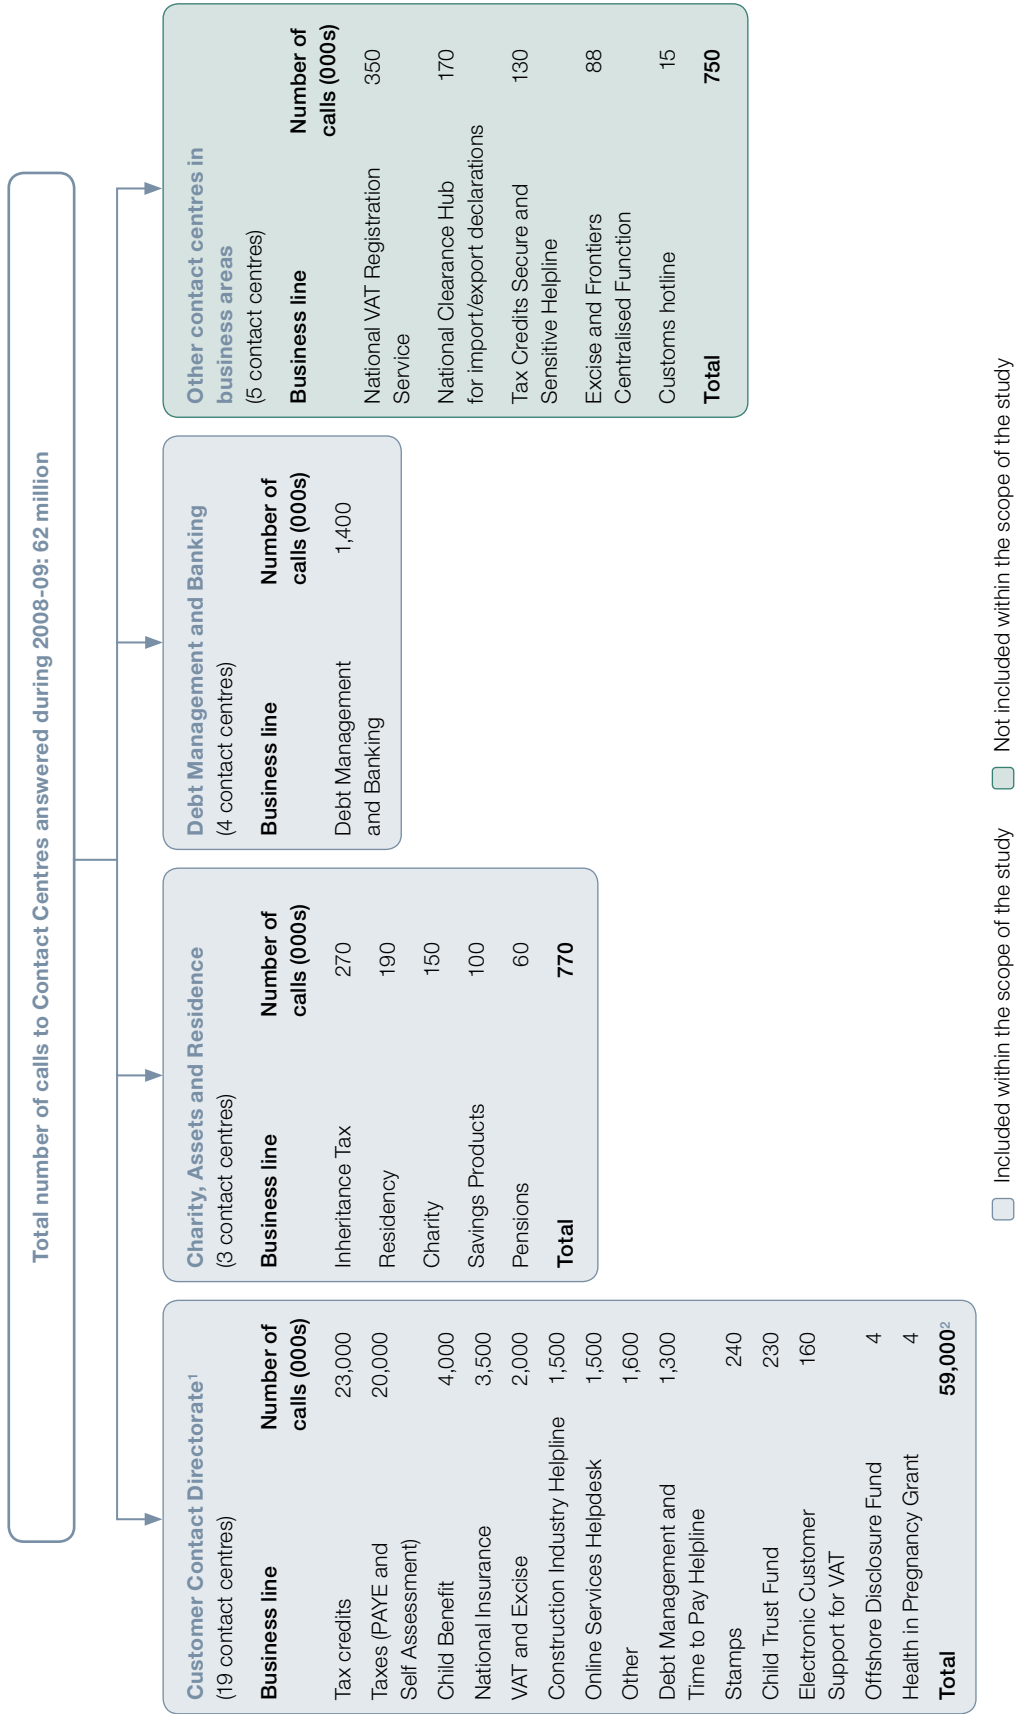 Total number of calls to Contact Centres answered during 2008-09: 62 million
Customer Contact Directorate¹
(19 contact centres)
Business line Number of
calls (000s)
Tax credits 23,000
Taxes (PAYE and 20,000
Self Assessment)
Child Benefit 4,000
National Insurance 3,500
VAT and Excise 2,000
Construction Industry Helpline 1,500
Online Services Helpdesk 1,500
Other 1,600
Debt Management and 1,300
Time to Pay Helpline
Stamps 240
Child Trust Fund 230
Electronic Customer 160
Support for VAT
Offshore Disclosure Fund 4
Health in Pregnancy Grant 4
Total 59,000²
Charity, Assets and Residence
(3 contact centres)
Business line Number of
calls (000s)
Inheritance Tax 270
Residency 190
Charity 150
Savings Products 100
Pensions 60
Total 770
Debt Management and Banking
(4 contact centres)
Business line Number of
calls (000s)
Debt Management 1,400
and Banking
Other contact centres in
business areas
(5 contact centres)
Business line Number of
calls (000s)
National VAT Registration 350
Service
National Clearance Hub 170
for import/export declarations
Tax Credits Secure and 130
Sensitive Helpline
Excise and Frontiers 88
Centralised Function
Customs hotline 15
Total 750
Included within the scope of the study
Not included within the scope of the study